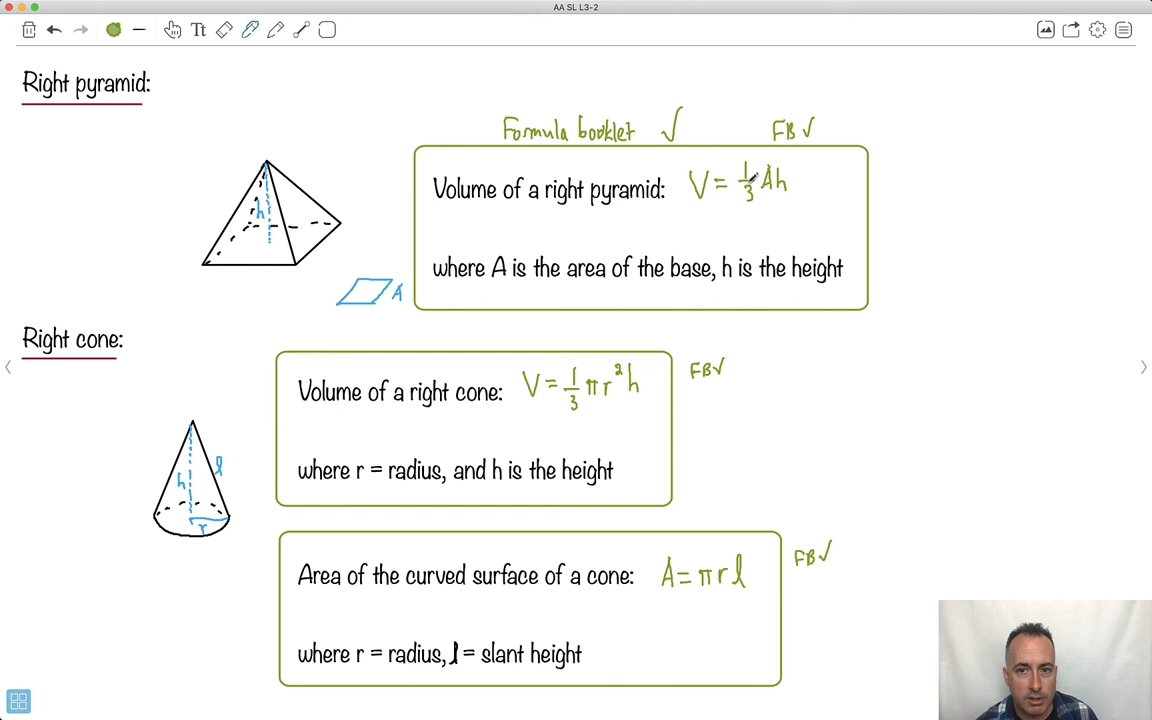 AA SL L3-2
Tt
Right pyramid:
Formula booklet √ FB √
Volume of a right pyramid: V = 1/3 Ah
h
where A is the area of the base, h is the height
A
Right cone:
Volume of a right cone: V = 1/3 πr²h FB√
where r = radius, and h is the height
h l
r
Area of the curved surface of a cone: A = πrl FB√
where r = radius, l = slant height